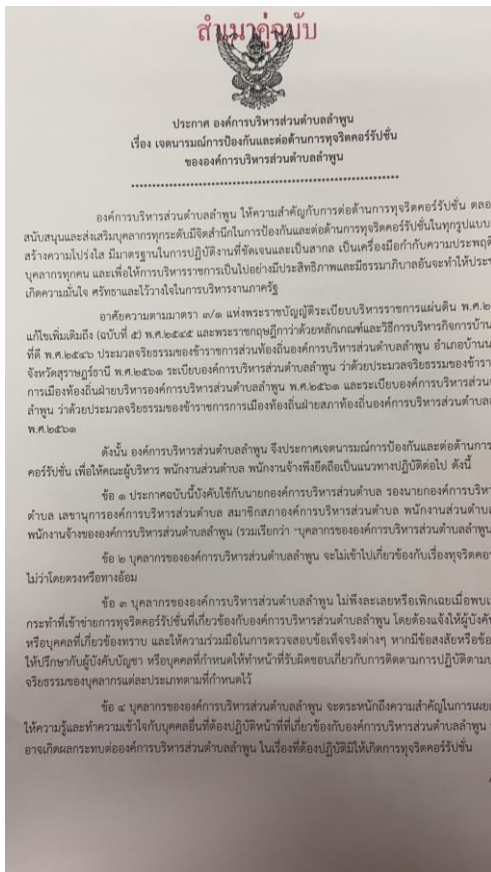 สำเนาคู่ฉบับ
ประกาศ องค์การบริหารส่วนตำบลลำพูน
เรื่อง เจตนารมณ์การป้องกันและต่อต้านการทุจริตคอร์รัปชั่น
ขององค์การบริหารส่วนตำบลลำพูน
องค์การบริหารส่วนตำบลลำพูน ให้ความสำคัญกับการต่อต้านการทุจริตคอร์รัปชั่น ตลอ
สนับสนุนและส่งเสริมบุคลากรทุกระดับมีจิตสำนึกในการป้องกันและต่อต้านการทุจริตคอร์รัปชั่นในทุกรูปแบบ
สร้างความโปร่งใส มีมาตรฐานในการปฏิบัติงานที่ชัดเจนและเป็นสากล เป็นเครื่องมือกำกับความประพฤติ
บุคลากรทุกคน และเพื่อให้การบริหารราชการเป็นไปอย่างมีประสิทธิภาพและมีธรรมาภิบาลอันจะทำให้ประช
เกิดความมั่นใจ ศรัทธาและไว้วางใจในการบริหารงานภาครัฐ
อาศัยความตามมาตรา ๓/๑ แห่งพระราชบัญญัติระเบียบบริหารราชการแผ่นดิน พ.ศ.๒
แก้ไขเพิ่มเติมถึง (ฉบับที่ ๕) พ.ศ.๒๕๔๕ และพระราชกฤษฎีกาว่าด้วยหลักเกณฑ์และวิธีการบริหารกิจการบ้าน
ที่ดี พ.ศ.๒๕๔๖ ประมวลจริยธรรมของข้าราชการส่วนท้องถิ่นองค์การบริหารส่วนตำบลลำพูน อำเภอบ้านน
จังหวัดสุราษฎร์ธานี พ.ศ.๒๕๖๑ ระเบียบองค์การบริหารส่วนตำบลลำพูน ว่าด้วยประมวลจริยธรรมของข้ารา
การเมืองท้องถิ่นฝ่ายบริหารองค์การบริหารส่วนตำบลลำพูน พ.ศ.๒๕๖๑ และระเบียบองค์การบริหารส่วน
ลำพูน ว่าด้วยประมวลจริยธรรมของข้าราชการการเมืองท้องถิ่นฝ่ายสภาท้องถิ่นองค์การบริหารส่วนตำบลล
พ.ศ.๒๕๖๑
ดังนั้น องค์การบริหารส่วนตำบลลำพูน จึงประกาศเจตนารมณ์การป้องกันและต่อต้านการ
คอร์รัปชั่น เพื่อให้คณะผู้บริหาร พนักงานส่วนตำบล พนักงานจ้างพึงยึดถือเป็นแนวทางปฏิบัติต่อไป ดังนี้
ข้อ ๑ ประกาศฉบับนี้บังคับใช้กับนายกองค์การบริหารส่วนตำบล รองนายกองค์การบริหา
ตำบล เลขานุการองค์การบริหารส่วนตำบล สมาชิกสภาองค์การบริหารส่วนตำบล พนักงานส่วนตำบล
พนักงานจ้างขององค์การบริหารส่วนตำบลลำพูน (รวมเรียกว่า "บุคลากรขององค์การบริหารส่วนตำบลลำพูน
ข้อ ๒ บุคลากรขององค์การบริหารส่วนตำบลลำพูน จะไม่เข้าไปเกี่ยวข้องกับเรื่องทุจริตคอร
ไม่ว่าโดยตรงหรือทางอ้อม
ข้อ ๓ บุคลากรขององค์การบริหารส่วนตำบลลำพูน ไม่พึงละเลยหรือเพิกเฉยเมื่อพบเ
กระทำที่เข้าข่ายการทุจริตคอร์รัปชั่นที่เกี่ยวข้องกับองค์การบริหารส่วนตำบลลำพูน โดยต้องแจ้งให้ผู้บังคับ
หรือบุคคลที่เกี่ยวข้องทราบ และให้ความร่วมมือในการตรวจสอบข้อเท็จจริงต่างๆ หากมีข้อสงสัยหรือข้อ
ให้ปรึกษากับผู้บังคับบัญชา หรือบุคคลที่กำหนดให้ทำหน้าที่รับผิดชอบเกี่ยวกับการติดตามการปฏิบัติตามป
จริยธรรมของบุคลากรแต่ละประเภทตามที่กำหนดไว้
ข้อ ๔ บุคลากรขององค์การบริหารส่วนตำบลลำพูน จะตระหนักถึงความสำคัญในการเผยแ
ให้ความรู้และทำความเข้าใจกับบุคคลอื่นที่ต้องปฏิบัติหน้าที่ที่เกี่ยวข้องกับองค์การบริหารส่วนตำบลลำพูน
อาจเกิดผลกระทบต่อองค์การบริหารส่วนตำบลลำพูน ในเรื่องที่ต้องปฏิบัติมิให้เกิดการทุจริตคอร์รัปชั่น